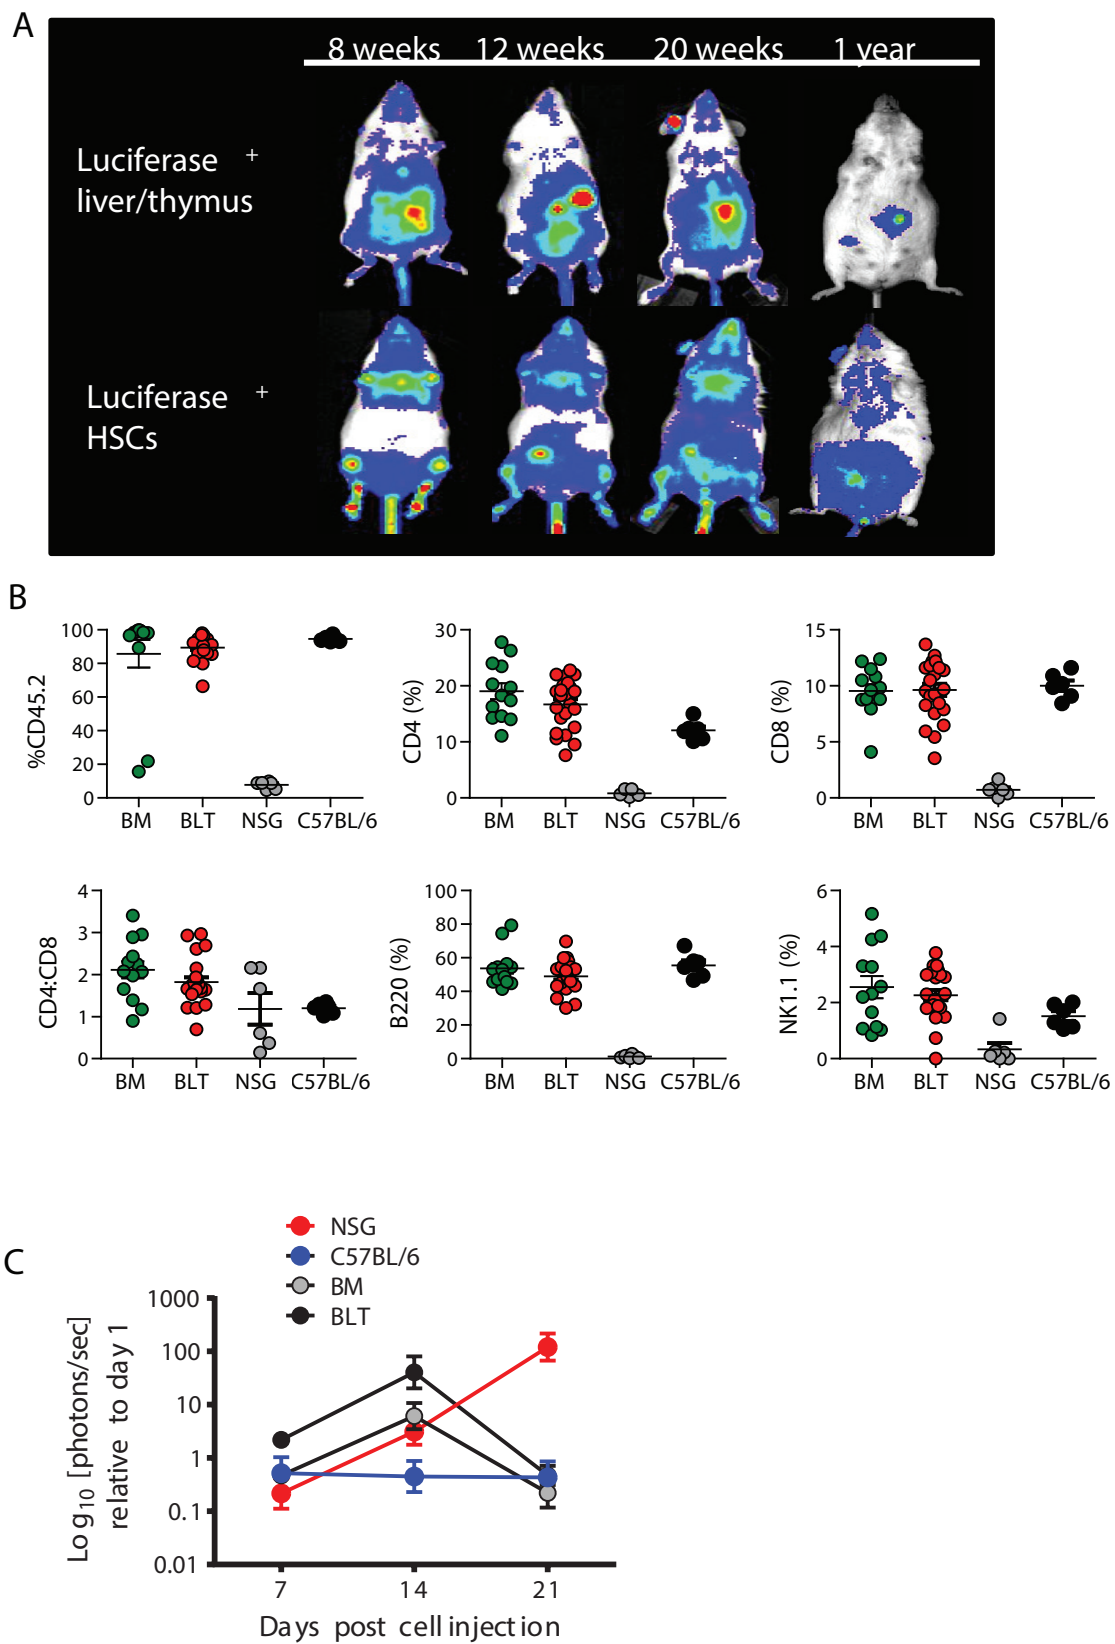 A
8 weeks 12 weeks 20 weeks 1 year
Luciferase +
liver/thymus
Luciferase +
HSCs
B
%CD45.2
100
80
60
40
20
0
BM BLT NSG C57BL/6
CD4 (%)
30
20
10
0
BM BLT NSG C57BL/6
CD8 (%)
15
10
5
0
BM BLT NSG C57BL/6
CD4:CD8
4
3
2
1
0
BM BLT NSG C57BL/6
B220 (%)
100
80
60
40
20
0
BM BLT NSG C57BL/6
NK1.1 (%)
6
4
2
0
BM BLT NSG C57BL/6
C
NSG
C57BL/6
BM
BLT
Log10 [photons/sec]
relative to day 1
1000
100
10
1
0.1
0.01
7 14 21
Days post cell injection